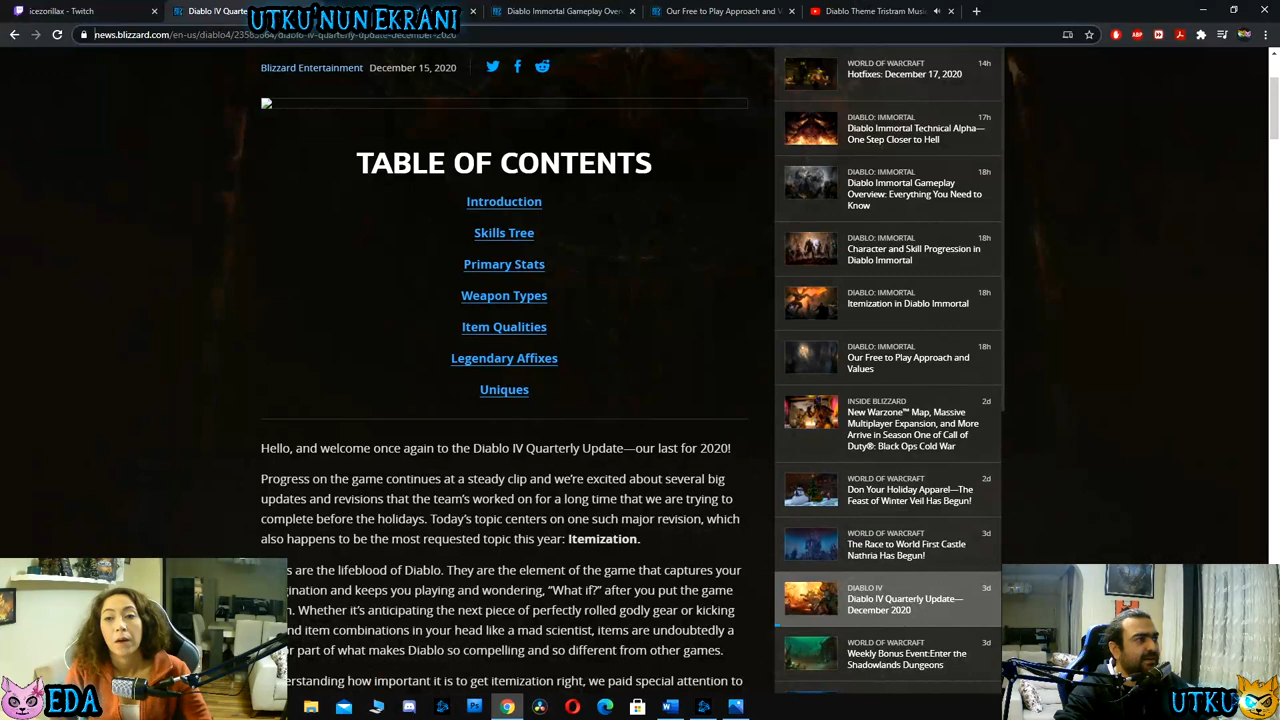 icezorillax - Twitch
Diablo IV Quar
UTKU'NUN EKRANI
Diablo Immortal Gameplay Over
Our Free to Play Approach and V
Diablo Theme Tristram Mus
news.blizzard.com/en-us/diablo4/23583664/diablo-iv-quarterly-update-december-2020
Blizzard Entertainment December 15, 2020
TABLE OF CONTENTS
Introduction
Skills Tree
Primary Stats
Weapon Types
Item Qualities
Legendary Affixes
Uniques
Hello, and welcome once again to the Diablo IV Quarterly Update—our last for 2020!
Progress on the game continues at a steady clip and we're excited about several big
updates and revisions that the team's worked on for a long time that we are trying to
complete before the holidays. Today's topic centers on one such major revision, which
also happens to be the most requested topic this year: Itemization.
s are the lifeblood of Diablo. They are the element of the game that captures your
gination and keeps you playing and wondering, "What if?" after you put the game
n. Whether it's anticipating the next piece of perfectly rolled godly gear or kicking
nd item combinations in your head like a mad scientist, items are undoubtedly a
r part of what makes Diablo so compelling and so different from other games.
erstanding how important it is to get itemization right, we paid special attention to
WORLD OF WARCRAFT 14h
Hotfixes: December 17, 2020
DIABLO: IMMORTAL 17h
Diablo Immortal Technical Alpha—
One Step Closer to Hell
DIABLO: IMMORTAL 18h
Diablo Immortal Gameplay
Overview: Everything You Need to
Know
DIABLO: IMMORTAL 18h
Character and Skill Progression in
Diablo Immortal
DIABLO: IMMORTAL 18h
Itemization in Diablo Immortal
DIABLO: IMMORTAL 18h
Our Free to Play Approach and
Values
INSIDE BLIZZARD 2d
New Warzone™ Map, Massive
Multiplayer Expansion, and More
Arrive in Season One of Call of
Duty®: Black Ops Cold War
WORLD OF WARCRAFT 2d
Don Your Holiday Apparel—The
Feast of Winter Veil Has Begun!
WORLD OF WARCRAFT 3d
The Race to World First Castle
Nathria Has Begun!
DIABLO IV 3d
Diablo IV Quarterly Update—
December 2020
WORLD OF WARCRAFT 3d
Weekly Bonus Event:Enter the
Shadowlands Dungeons
EDA
UTKU